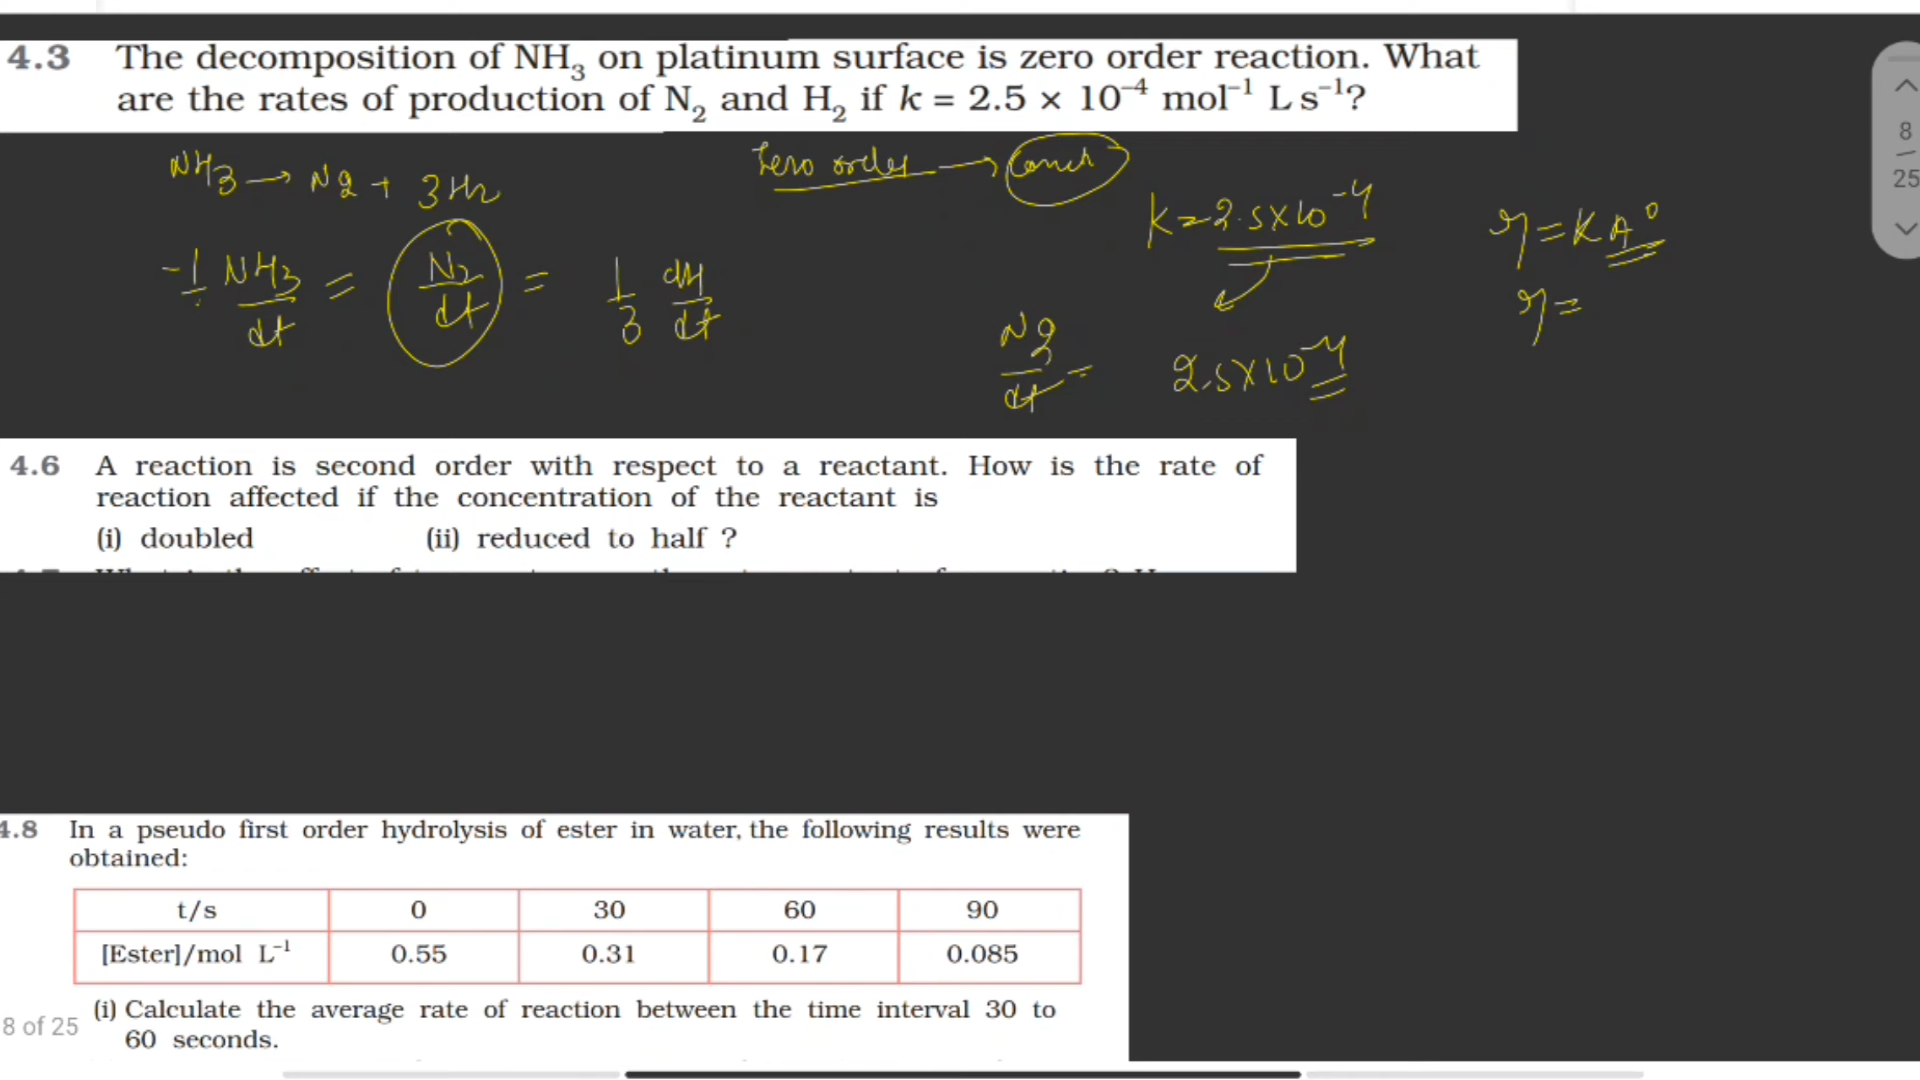 4.3 The decomposition of NH₃ on platinum surface is zero order reaction. What
are the rates of production of N₂ and H₂ if k = 2.5 × 10⁻⁴ mol⁻¹ L s⁻¹?
NH3 → N2 + 3H2
Zero order →
k = 2.5×10⁻⁴
r = KA⁰
-1 NH3/dt = N2/dt = 1/3 dH/dt
r =
N2/dt = 2.5×10⁻⁴
4.6 A reaction is second order with respect to a reactant. How is the rate of
reaction affected if the concentration of the reactant is
(i) doubled (ii) reduced to half ?
4.8 In a pseudo first order hydrolysis of ester in water, the following results were
obtained:
t/s 0 30 60 90
[Ester]/mol L⁻¹ 0.55 0.31 0.17 0.085
(i) Calculate the average rate of reaction between the time interval 30 to
60 seconds.
8 of 25
8
25